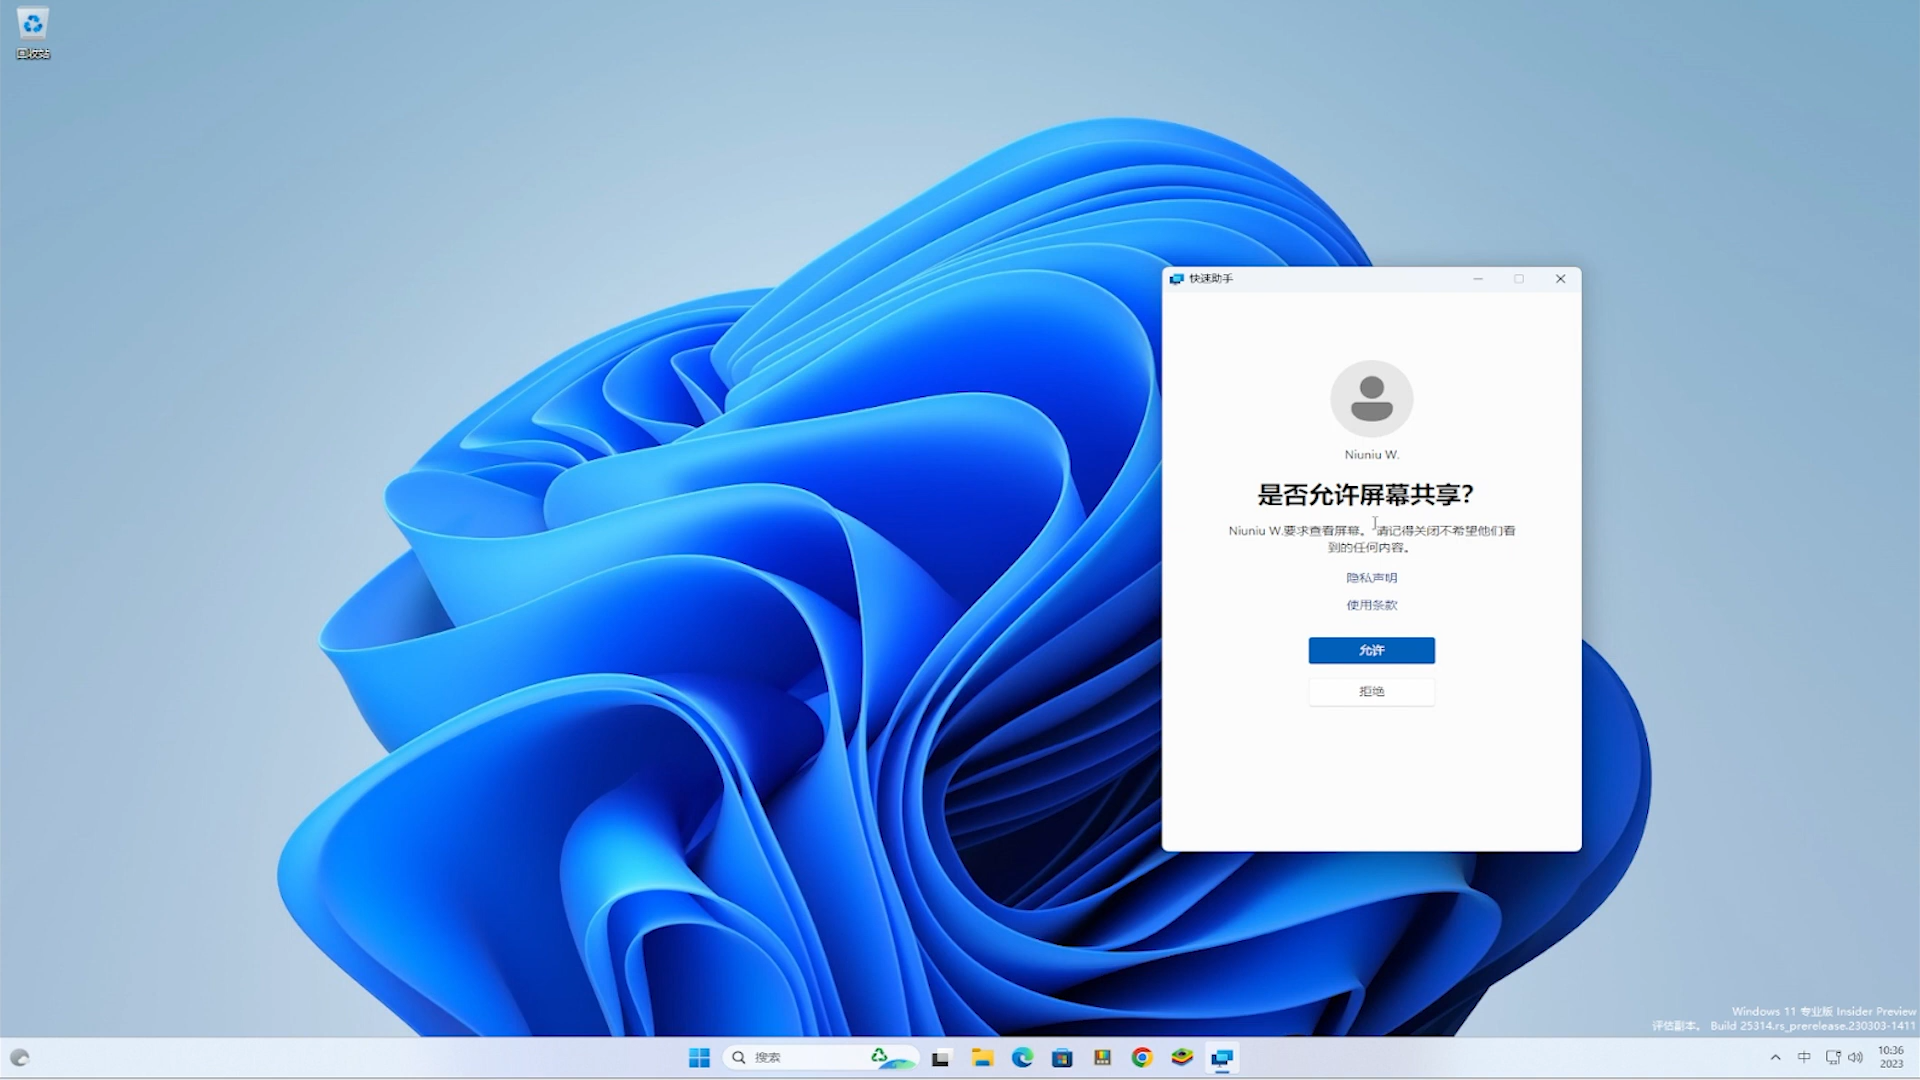 回收站
快速助手
Niuniu W.
是否允许屏幕共享?
Niuniu W.要求查看屏幕。 请记得关闭不希望他们看
到的任何内容。
隐私声明
使用条款
允许
拒绝
Windows 11 专业版 Insider Preview
评估副本。 Build 25314.rs_prerelease.230303-1411
搜索
中
10:36
2023